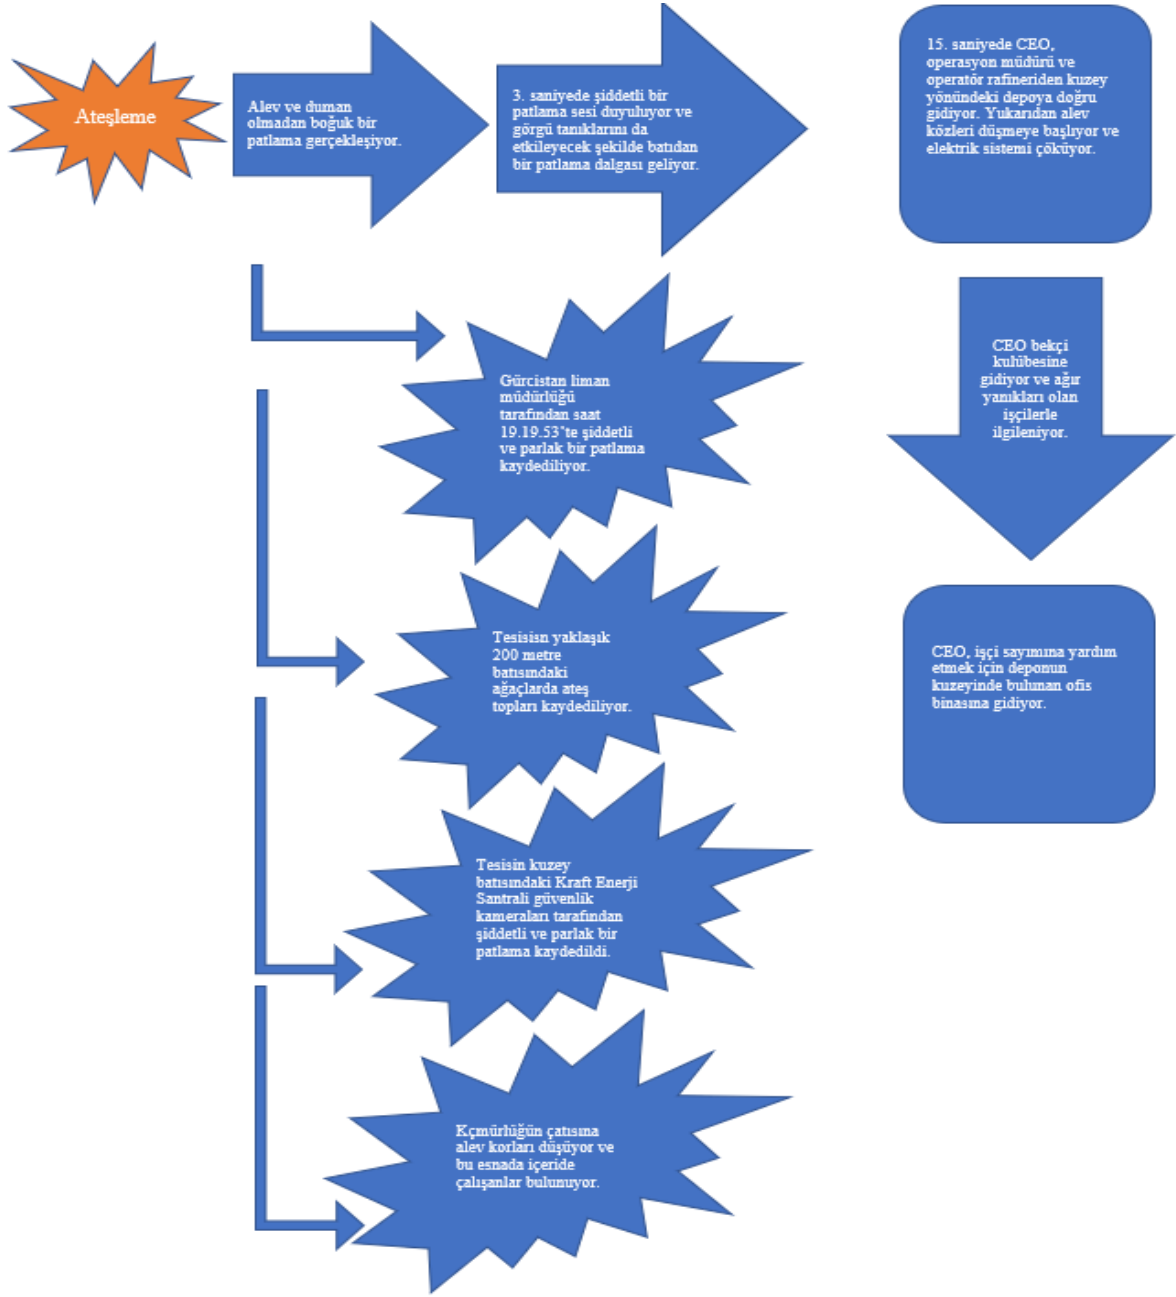 Ateşleme
Alev ve duman
olmadan boğuk bir
patlama gerçekleşiyor.
3. saniyede şiddetli bir
patlama sesi duyuluyor ve
görgü tanıklarını da
etkileyecek şekilde batıdan
bir patlama dalgası geliyor.
15. saniyede CEO,
operasyon müdürü ve
operatör rafineriden kuzey
yönündeki depoya doğru
gidiyor. Yukarıdan alev
közleri düşmeye başlıyor ve
elektrik sistemi çöküyor.
CEO bekçi
kulübesine
gidiyor ve ağır
yanıkları olan
işçilerle
ilgileniyor.
CEO, işçi sayımına yardım
etmek için deponun
kuzeyinde bulunan ofis
binasına gidiyor.
Gürcistan liman
müdürlüğü
tarafından saat
19.19.53'te şiddetli
ve parlak bir patlama
kaydediliyor.
Tesisisn yaklaşık
200 metre
batısındaki
ağaçlarda ateş
topları kaydediliyor.
Tesisin kuzey
batısındaki Kraft Enerji
Santrali güvenlik
kameraları tarafından
şiddetli ve parlak bir
patlama kaydedildi.
Kçmürlüğün çatısına
alev korları düşüyor ve
bu esnada içeride
çalışanlar bulunuyor.